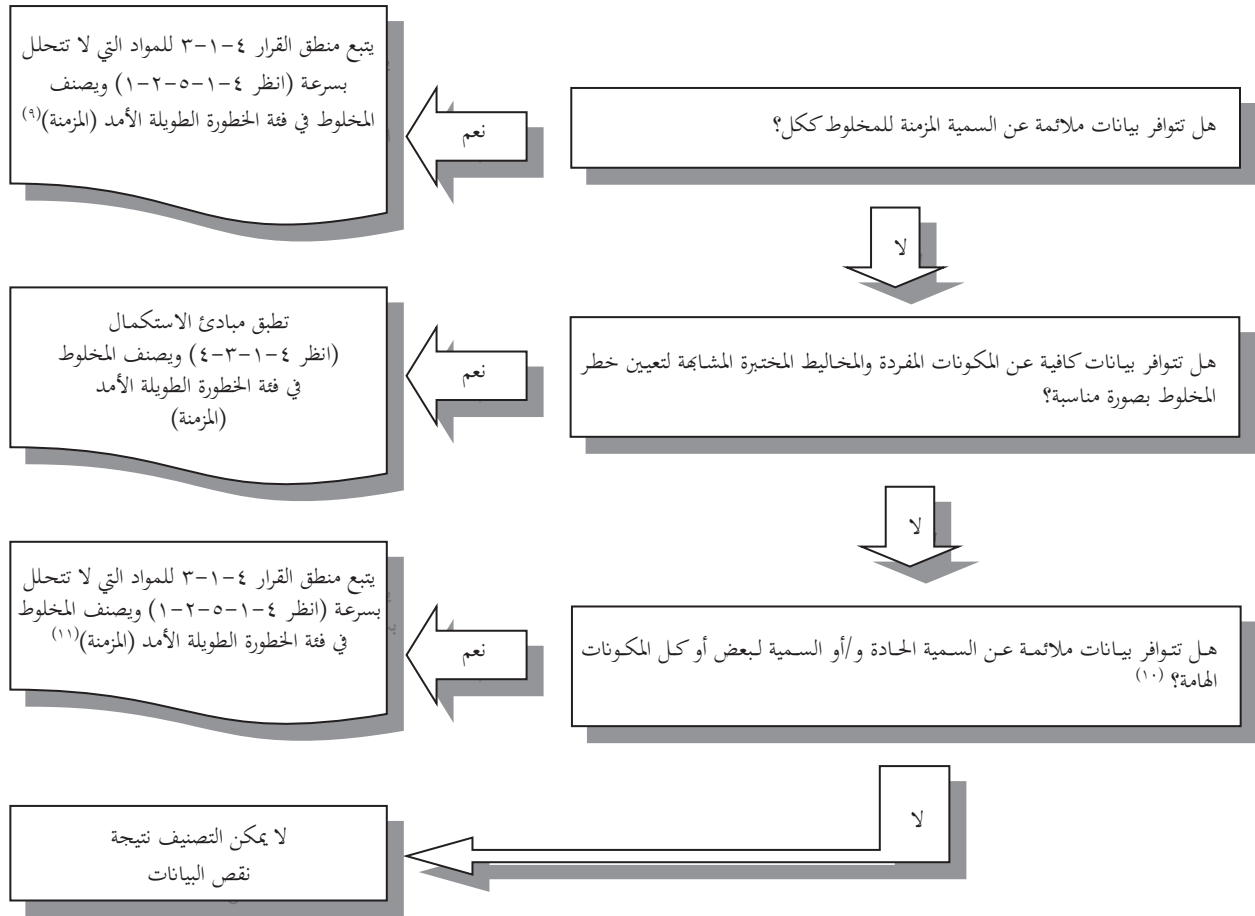 هل تتوافر بيانات ملائمة عن السمية المزمنة للمخلوط ككل؟
نعم
يتبع منطق القرار ٤-١-٣ للمواد التي لا تتحلل
بسرعة (انظر ٤-١-٥-٢-١) ويصنف
المخلوط في فئة الخطورة الطويلة الأمد (المزمنة)(٩)
لا
هل تتوافر بيانات كافية عن المكونات المفردة والمخاليط المختبرة المشابهة لتعيين خطر
المخلوط بصورة مناسبة؟
نعم
تطبق مبادئ الاستكمال
(انظر ٤-١-٣-٤) ويصنف المخلوط
في فئة الخطورة الطويلة الأمد
(المزمنة)
لا
هل تتوافر بيانات ملائمة عن السمية الحادة و/أو السمية لبعض أو كل المكونات
الهامة؟ (١٠)
نعم
يتبع منطق القرار ٤-١-٣ للمواد التي لا تتحلل
بسرعة (انظر ٤-١-٥-٢-١) ويصنف المخلوط
في فئة الخطورة الطويلة الأمد (المزمنة)(١١)
لا
لا يمكن التصنيف نتيجة
نقص البيانات